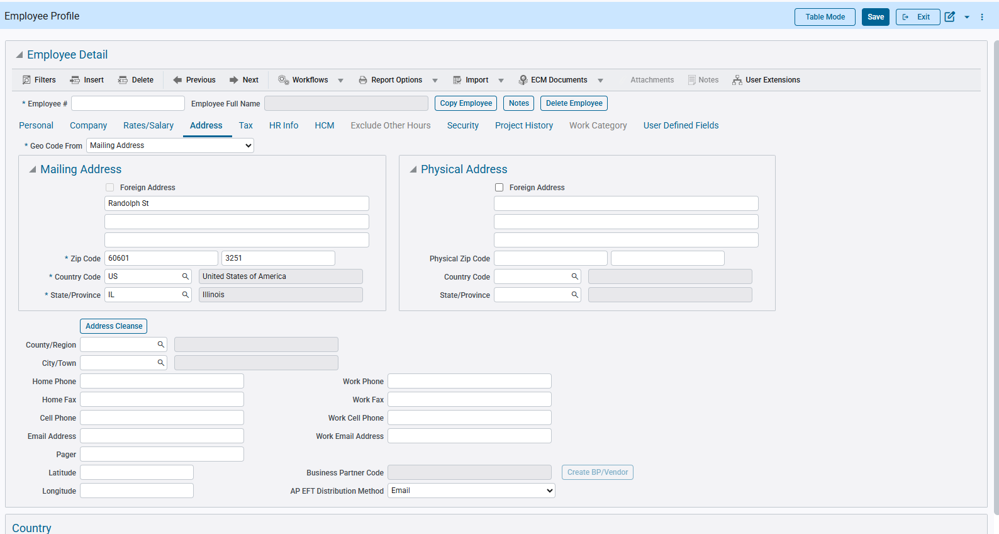 Employee Profile
Table Mode
Save
Exit
Employee Detail
Filters Insert Delete Previous Next Workflows Report Options Import ECM Documents Attachments Notes User Extensions
* Employee # Employee Full Name Copy Employee Notes Delete Employee
Personal Company Rates/Salary Address Tax HR Info HCM Exclude Other Hours Security Project History Work Category User Defined Fields
* Geo Code From Mailing Address
Mailing Address
Foreign Address
Randolph St
* Zip Code 60601 3251
* Country Code US United States of America
* State/Province IL Illinois
Physical Address
Foreign Address
Physical Zip Code
Country Code
State/Province
Address Cleanse
County/Region
City/Town
Home Phone Work Phone
Home Fax Work Fax
Cell Phone Work Cell Phone
Email Address Work Email Address
Pager
Latitude Business Partner Code Create BP/Vendor
Longitude AP EFT Distribution Method Email
Country